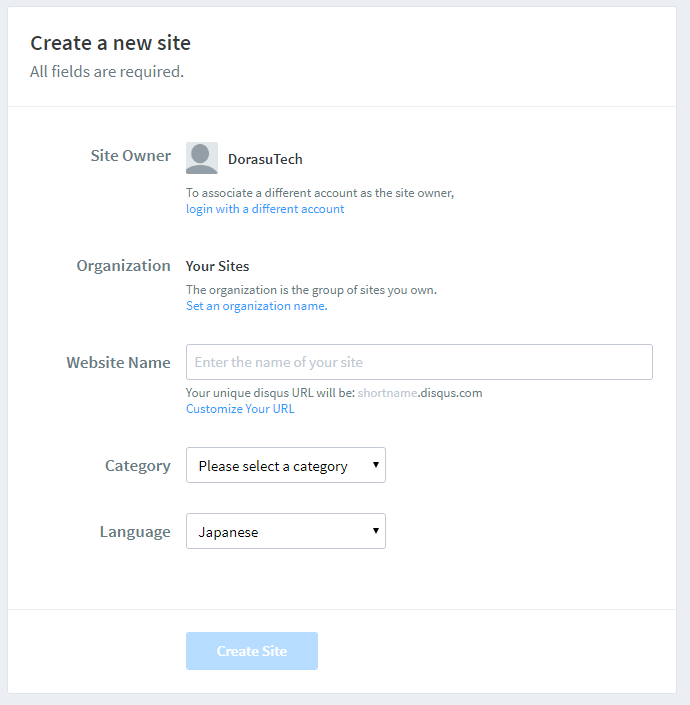 Create a new site
All fields are required.
Site Owner
DorasuTech
To associate a different account as the site owner,
login with a different account
Organization
Your Sites
The organization is the group of sites you own.
Set an organization name.
Website Name
Enter the name of your site
Your unique disqus URL will be: shortname.disqus.com
Customize Your URL
Category
Please select a category
Language
Japanese
Create Site